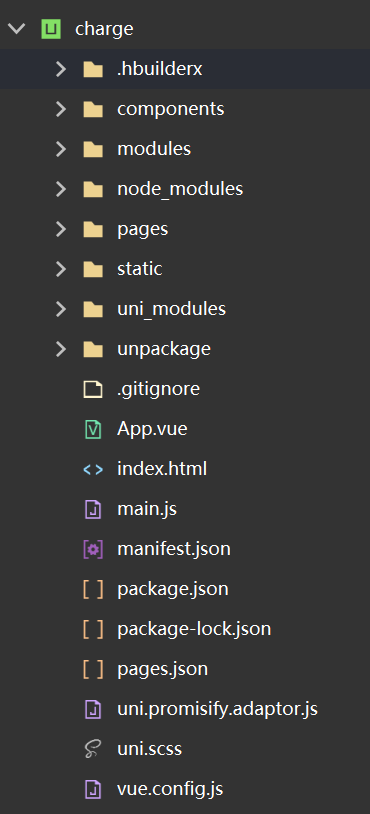 charge
.hbuilderx
components
modules
node_modules
pages
static
uni_modules
unpackage
.gitignore
App.vue
index.html
main.js
manifest.json
package.json
package-lock.json
pages.json
uni.promisify.adaptor.js
uni.scss
vue.config.js